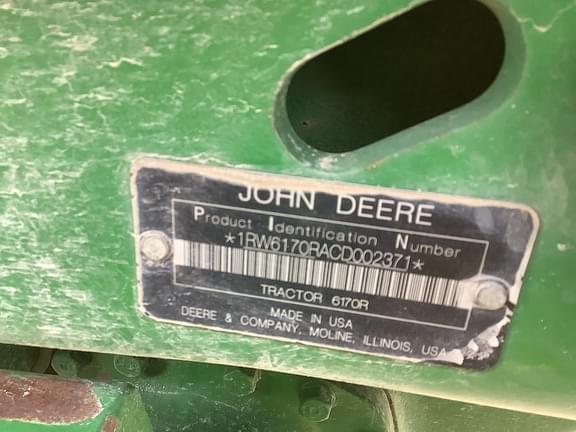 JOHN DEERE
Product Identification Number
*1RW6170RACD002371*
TRACTOR 6170R
MADE IN USA
DEERE & COMPANY, MOLINE, ILLINOIS, USA